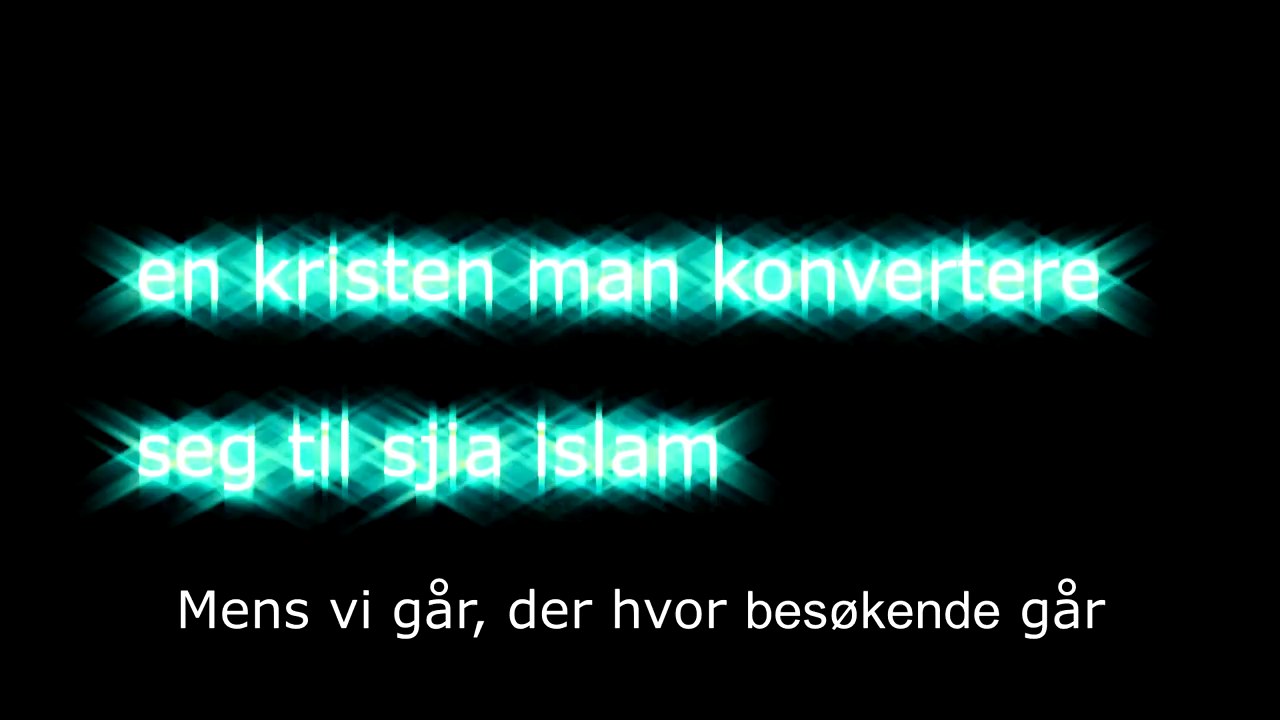 en kristen man konvertere
seg til sjia islam
Mens vi går, der hvor besøkende går